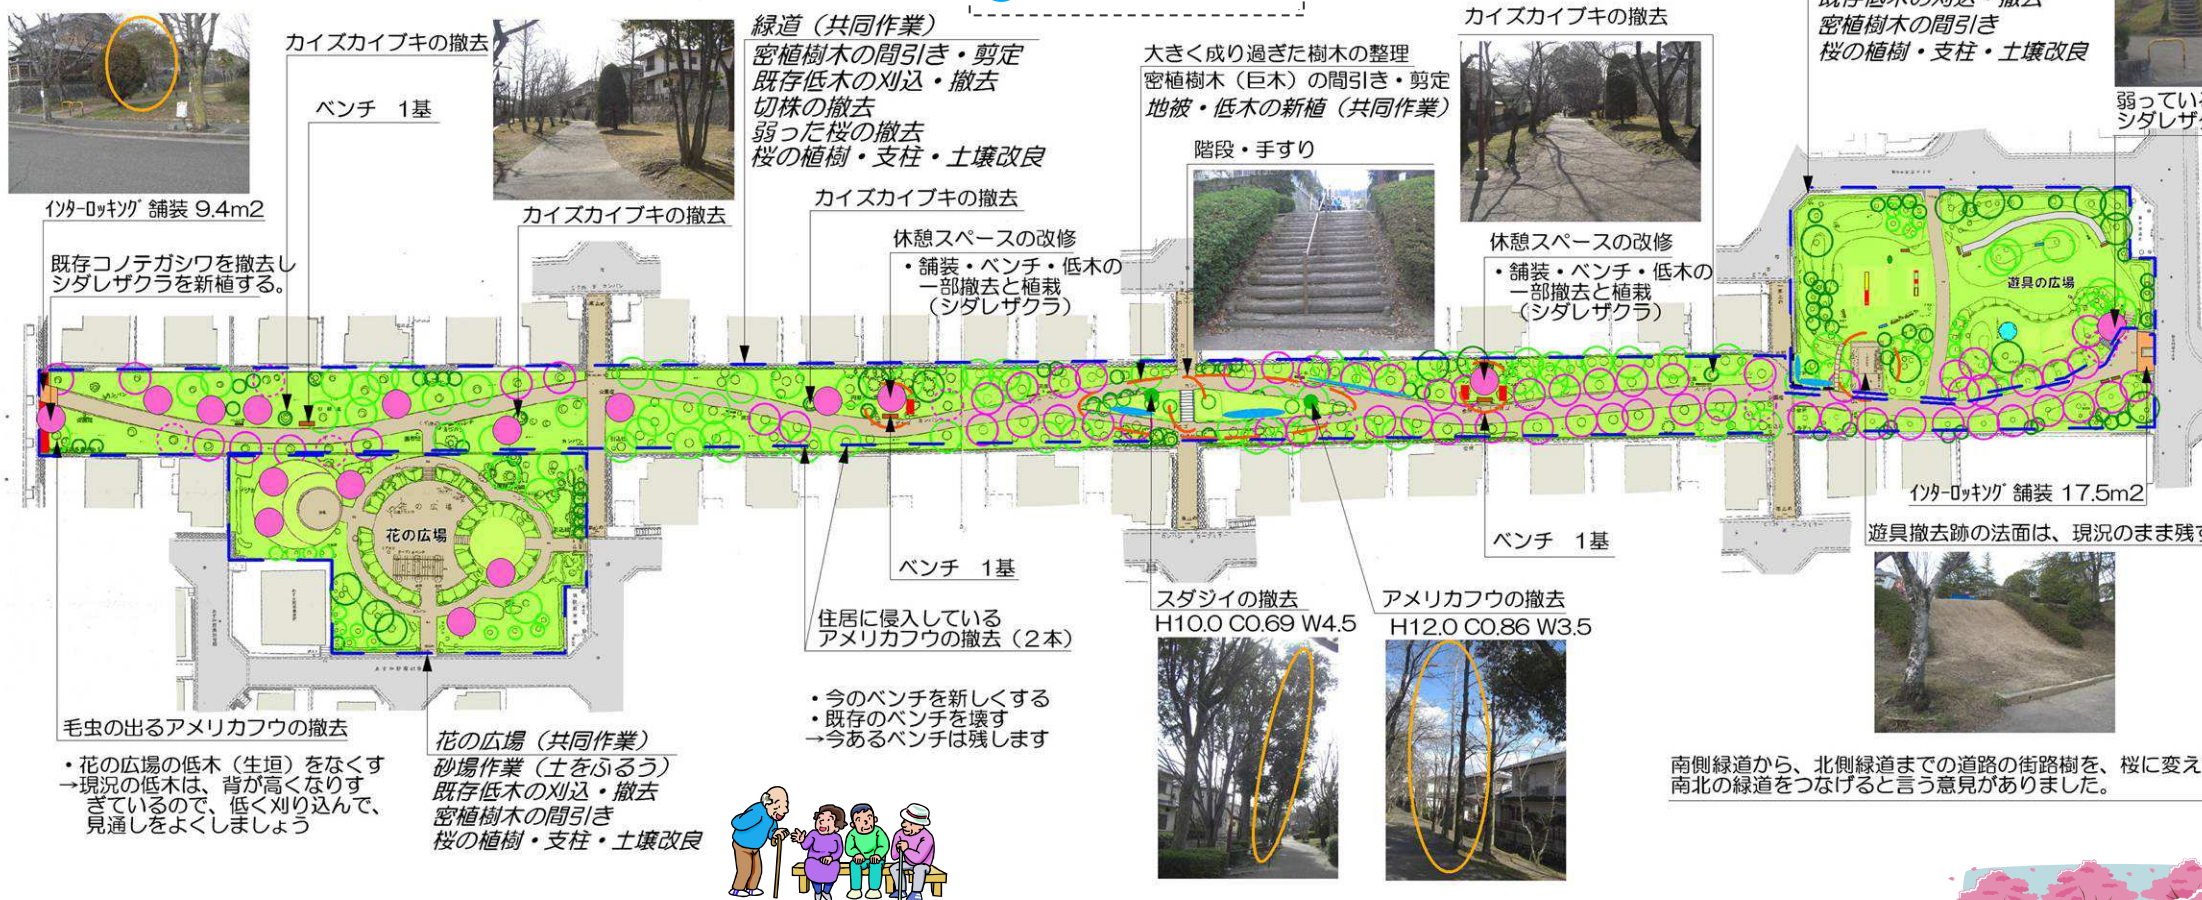 カイズカイブキの撤去
ベンチ　1基
ｲﾝﾀｰﾛｯｷﾝｸﾞ舗装 9.4m2
既存コノテガシワを撤去し
シダレザクラを新植する。
カイズカイブキの撤去
緑道（共同作業）
密植樹木の間引き・剪定
既存低木の刈込・撤去
切株の撤去
弱った桜の撤去
桜の植樹・支柱・土壌改良
カイズカイブキの撤去
休憩スペースの改修
・舗装・ベンチ・低木の
一部撤去と植栽
（シダレザクラ）
大きく成り過ぎた樹木の整理
密植樹木（巨木）の間引き・剪定
地被・低木の新植（共同作業）
階段・手すり
カイズカイブキの撤去
休憩スペースの改修
・舗装・ベンチ・低木の
一部撤去と植栽
（シダレザクラ）
既存低木の刈込・撤去
密植樹木の間引き
桜の植樹・支柱・土壌改良
弱っている
シダレザク
遊具の広場
花の広場
花の広場
ｲﾝﾀｰﾛｯｷﾝｸﾞ舗装 17.5m2
遊具撤去跡の法面は、現況のまま残す
ベンチ　1基
ベンチ　1基
住居に侵入している
アメリカフウの撤去（２本）
スダジイの撤去
H10.0 C0.69 W4.5
アメリカフウの撤去
H12.0 C0.86 W3.5
毛虫の出るアメリカフウの撤去
・花の広場の低木（生垣）をなくす
→現況の低木は、背が高くなりす
ぎているので、低く刈り込んで、
見通しをよくしましょう
花の広場（共同作業）
砂場作業（土をふるう）
既存低木の刈込・撤去
密植樹木の間引き
桜の植樹・支柱・土壌改良
・今のベンチを新しくする
・既存のベンチを壊す
→今あるベンチは残します
南側緑道から、北側緑道までの道路の街路樹を、桜に変え
南北の緑道をつなげると言う意見がありました。